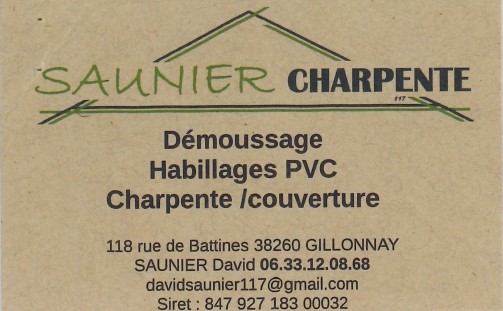 SAUNIER CHARPENTE
117
Démoussage
Habillages PVC
Charpente /couverture
118 rue de Battines 38260 GILLONNAY
SAUNIER David 06.33.12.08.68
davidsaunier117@gmail.com
Siret : 847 927 183 00032